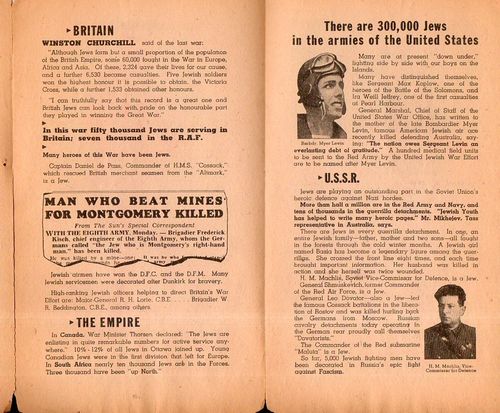 ►BRITAIN
WINSTON CHURCHILL said of the last war:
"Although Jews form but a small proportion of the population
of the British Empire, some 60,000 fought in the War in Europe,
Africa and Asia. Of these, 2,324 gave their lives for our cause,
and a further 6,530 became casualties. Five Jewish soldiers
won the highest honour it is possible to obtain, the Victoria
Cross, while a further 1,533 obtained other honours.
"I can truthfully say that this record is a great one and
British Jews can look back with pride on the honourable part
they played in winning the Great War."
►
In this war fifty thousand Jews are serving in
Britain; seven thousand in the R.A.F.
►
Many heroes of this War have been Jews.
Captain Daniel de Pass, Commander of H.M.S. "Cossack,"
which rescued British merchant seamen from the "Altmark,"
is a Jew.
MAN WHO BEAT MINES
FOR MONTGOMERY KILLED
From The Sun's Special Correspondent
WITH THE EIGHTH ARMY, Monday.—Brigadier Frederick
Kisch, chief engineer of the Eighth Army, whom the Ger-
mans called "the Jew who is Montgomery's right-hand
man," has been killed.
He was killed by a mine
Jewish airmen have won the D.F.C. and the D.F.M. Many
Jewish servicemen were decorated after Dunkirk for bravery.
High-ranking Jewish officers helping to direct Britain's War
Effort are: Major-General R. H. Lorie, C.B.E. . . . Brigadier W
R. Beddington, C.B.E., among others.
►THE EMPIRE
In Canada, War Minister Thorsen declared: "The Jews are
enlisting in quite remarkable numbers for active service any-
where." 10%-12% of all Jews in Canada joined up. Young
Canadian Jews were in the first division that left for Europe.
In South Africa nearly ten thousand Jews are in the Forces.
Three thousand have been "up North."
There are 300,000 Jews
in the armies of the United States
Many are at present "down under,"
fighting side by side with our boys on the
Islands.
Many have distinguished themselves,
like Sergeant Max Koplow, one of the
heroes of the Battle of the Solomons, and
Ira Weil Jeffrey, one of the first casualties
at Pearl Harbour.
General Marshal, Chief of Staff of the
United States War Office, has written to
the mother of the late Bombardier Myer
Levin, famous American Jewish air ace
recently killed defending Australia, say-
ing: "The nation owes Sergeant Levin an
everlasting debt of gratitude." A hundred medical field units
to be sent to the Red Army by the United Jewish War Effort
are to be named after Myer Levin.
Bachdr. Myer Levin
►U.S.S.R.
Jews are playing an outstanding part in the Soviet Union's
heroic defence against Nazi hordes.
More than half a million are in the Red Army and Navy, and
tens of thousands in the guerrilla detachments. "Jewish Youth
has helped to write many heroic pages." Mr. Mikheiov, Tass
representative in Australia, says.
There are Jews in every guerrilla detachment. In one, an
entire Jewish family—father, mother and two sons—all fought
in the forests through the cold winter months. A Jewish girl
named Basia has become a legendary figure among the guer-
rillas. She crossed the front line eight times, and each time
brought important information. Her husband was killed in
action and she herself was twice wounded.
H. M. Machlis, Soviet Vice-Commissar for Defence, is a Jew.
General Shminkevich, former Commander
of the Red Air Force, is a Jew.
General Leo Dovator—also a Jew—led
the famous Cossack battalions in the libera-
tion of Rostov and was killed hurling back
the Germans from Moscow. Russian
cavalry detachments today operating in
the German rear proudly call themselves
"Dovatorists."
The Commander of the Red submarine
"Maluta" is a Jew.
So far, 5,000 Jewish fighting men have
been decorated in Russia's epic fight
against Fascism.
H. M. Machlis, Vice-
Commissar for Defence